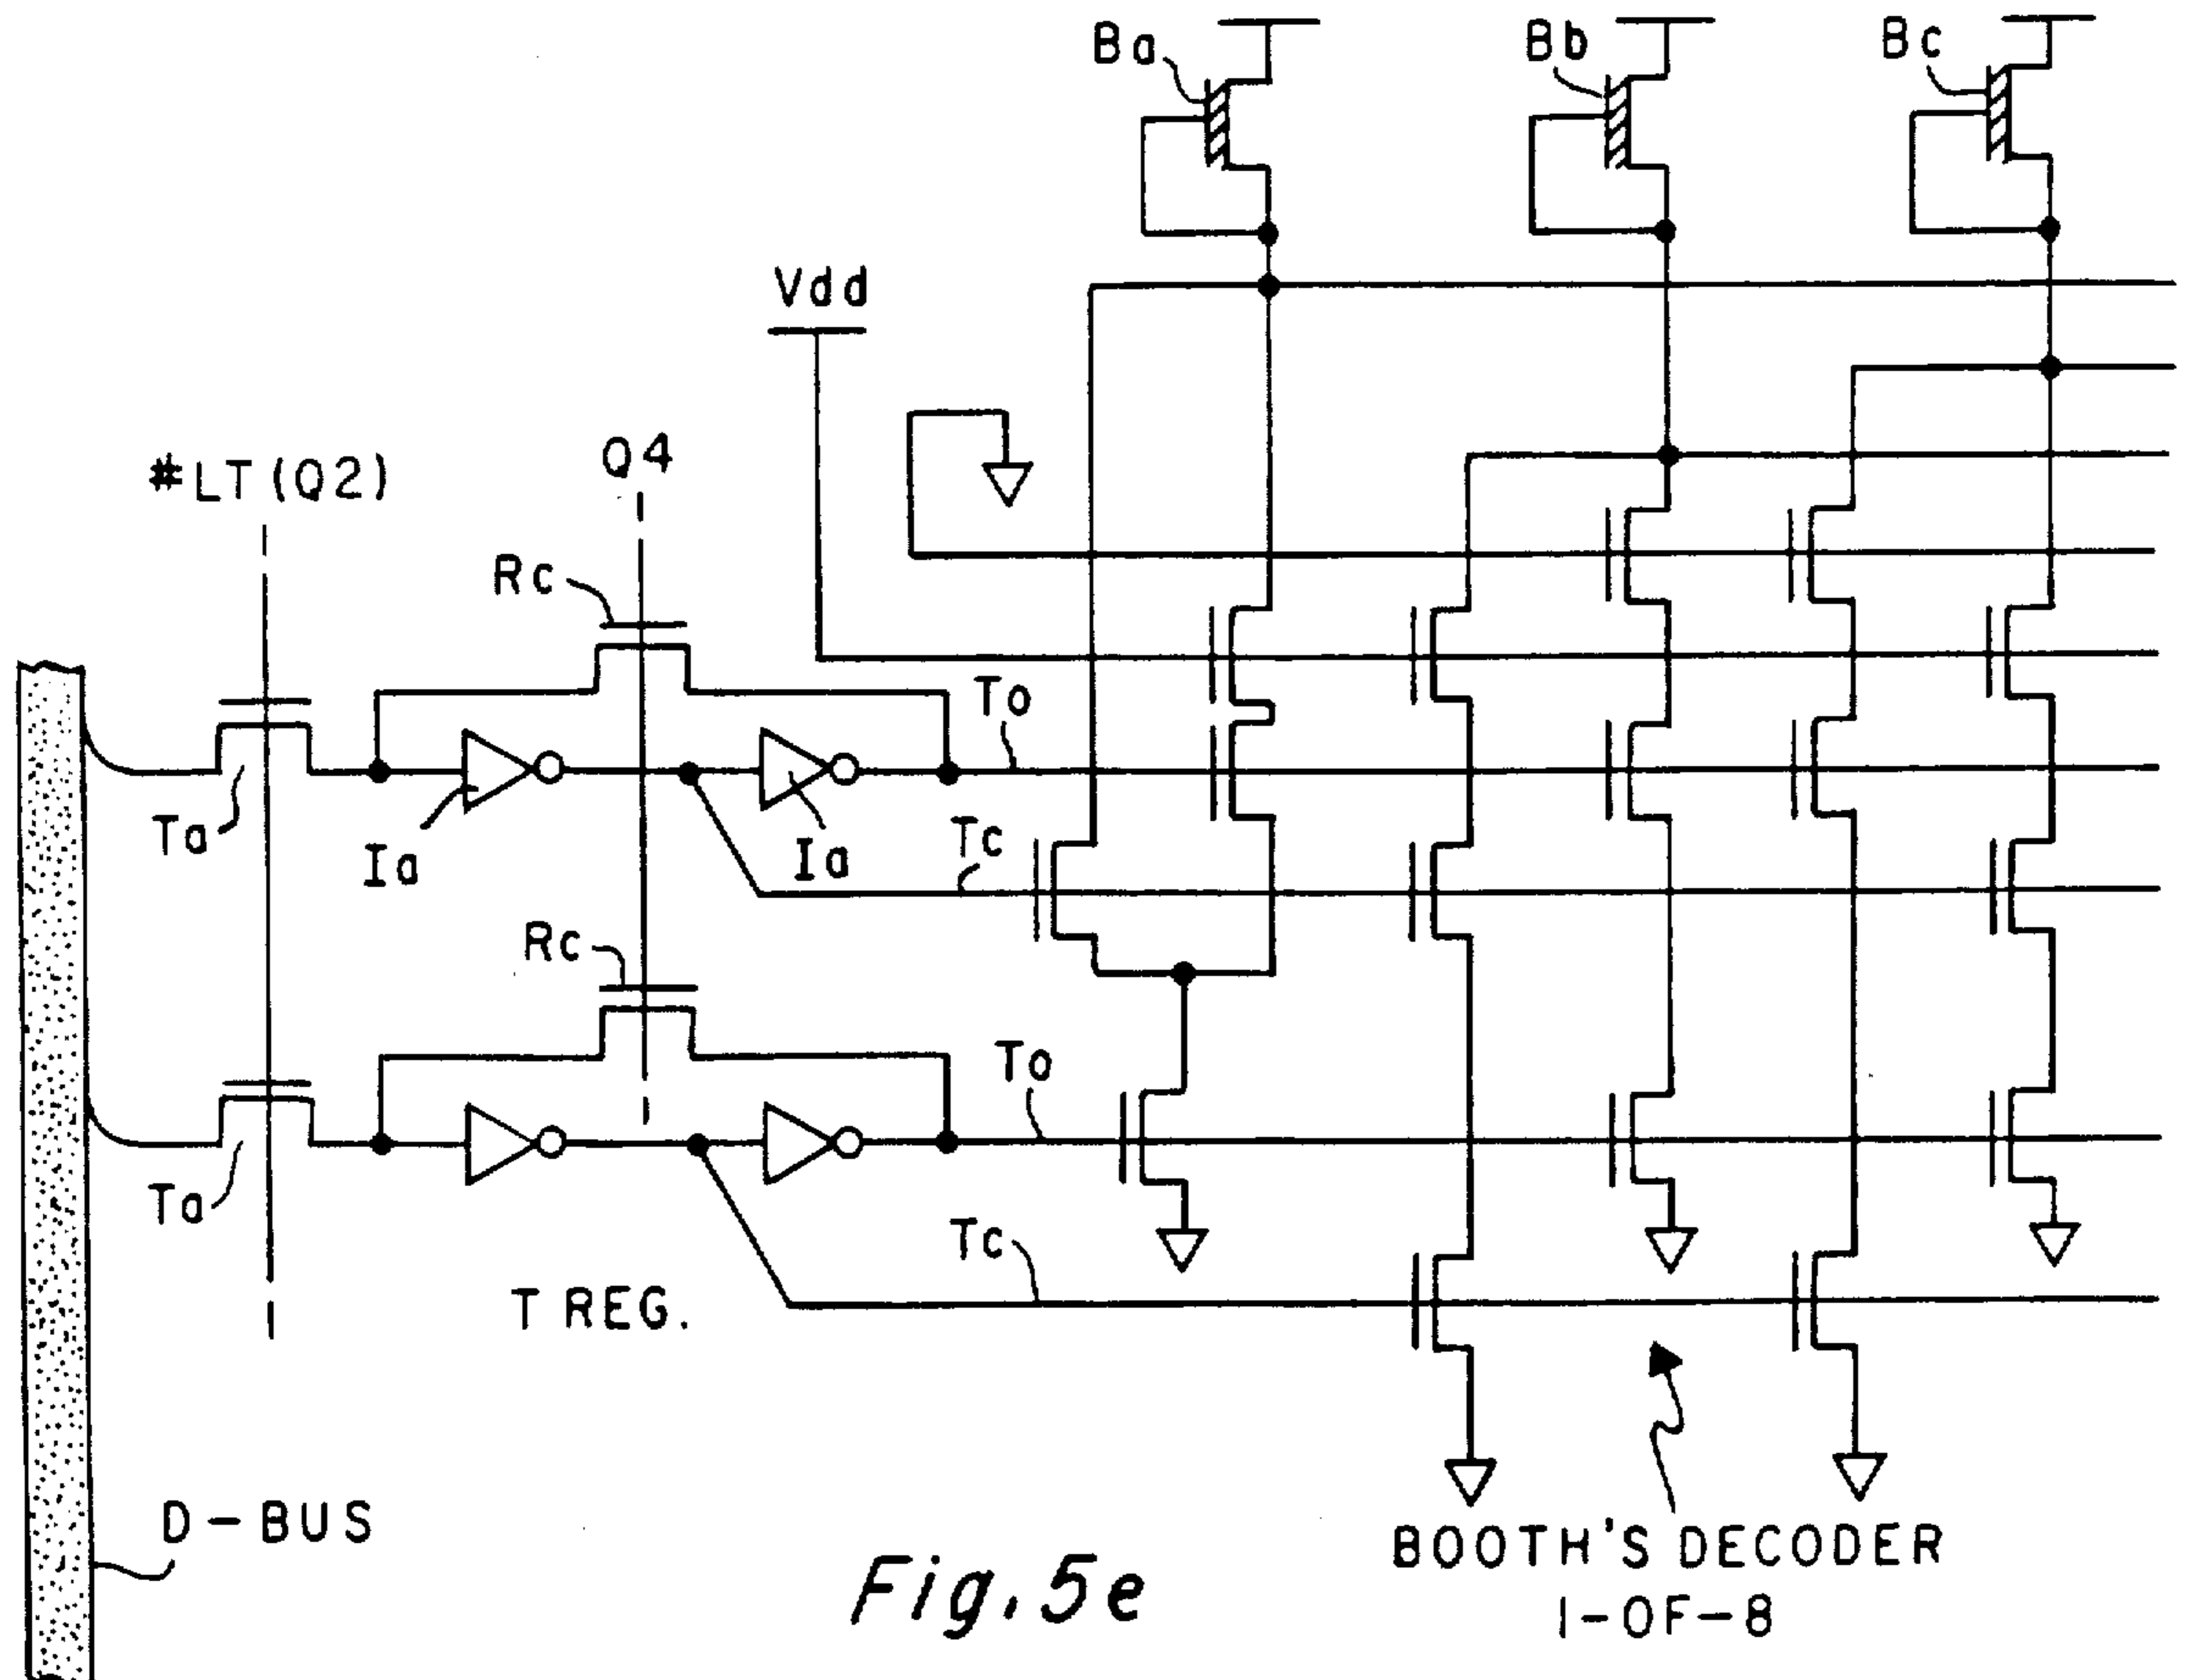 Ba
Bb
Bc
Vdd
#LT(Q2)
Q4
Rc
To
Ta
Ia
Ia
Tc
Rc
To
Ta
Tc
T REG.
D-BUS
Fig. 5e
BOOTH'S DECODER
1-OF-8